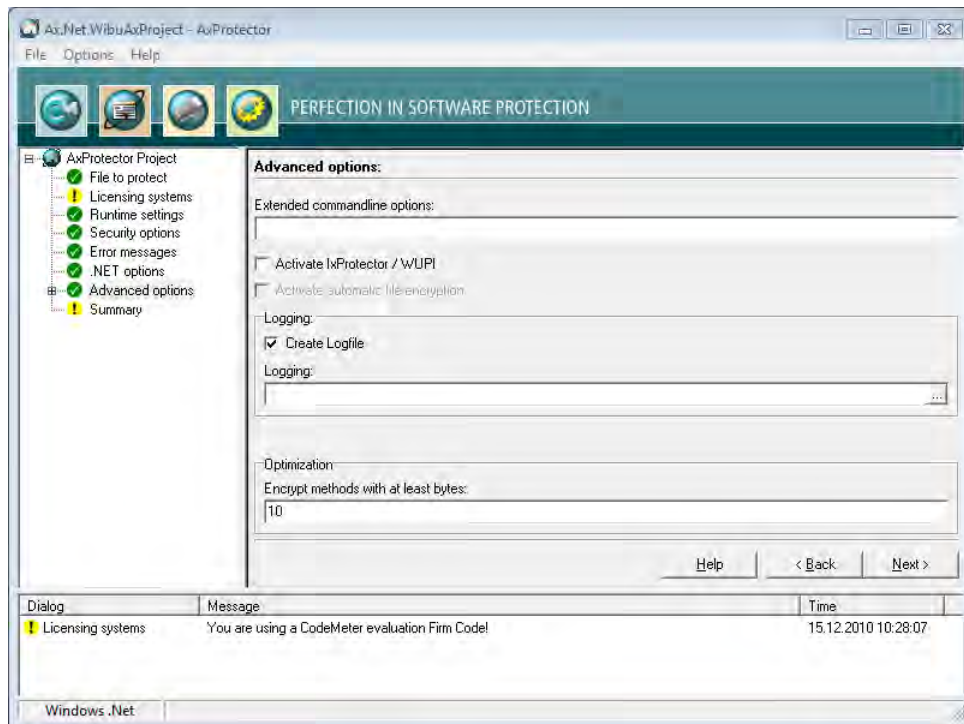 Ax.Net.WibuAxProject - AxProtector
File Options Help
PERFECTION IN SOFTWARE PROTECTION
AxProtector Project
File to protect
Licensing systems
Runtime settings
Security options
Error messages
.NET options
Advanced options
Summary
Advanced options:
Extended commandline options:
Activate IxProtector / WUPI
Activate automatic file encryption
Logging:
Create Logfile
Logging:
...
Optimization
Encrypt methods with at least bytes:
10
Help < Back Next >
Dialog Message Time
Licensing systems You are using a CodeMeter evaluation Firm Code! 15.12.2010 10:28:07
Windows .Net